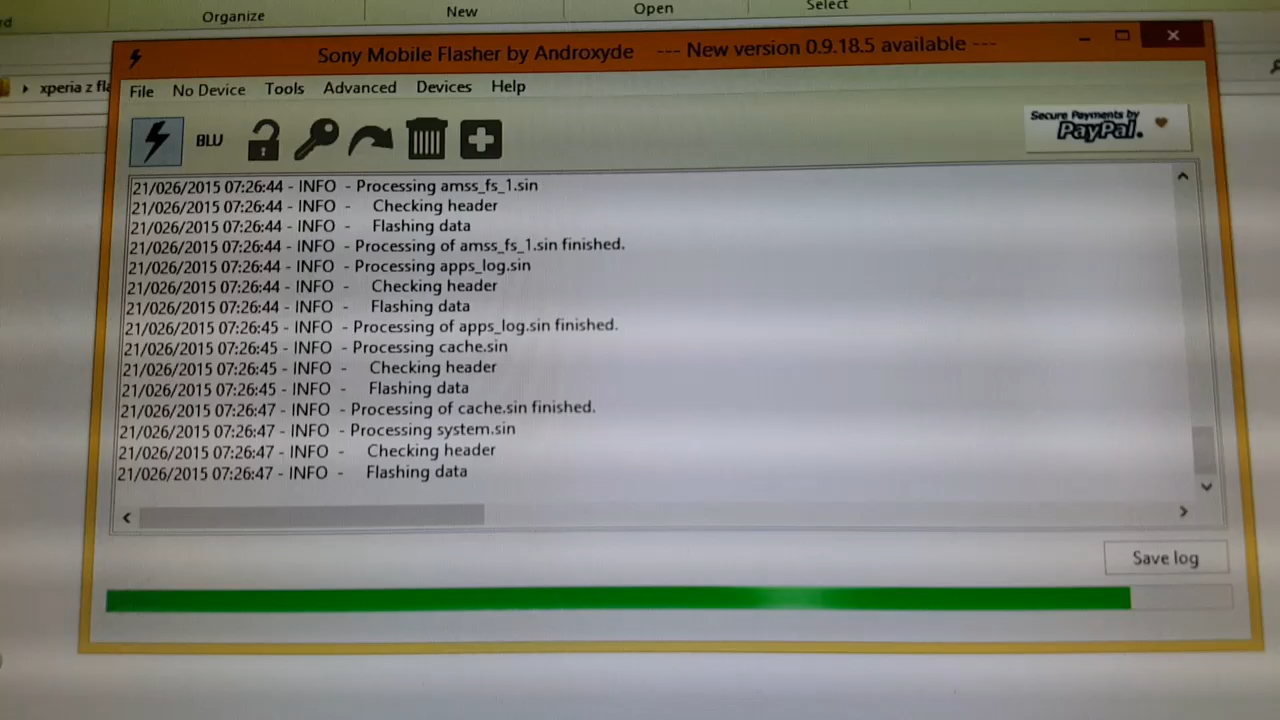 Organize
New
Open
Select
xperia z fla
Sony Mobile Flasher by Androxyde --- New version 0.9.18.5 available ---
File No Device Tools Advanced Devices Help
BLU
Secure Payments by
PayPal.
21/026/2015 07:26:44 - INFO - Processing amss_fs_1.sin
21/026/2015 07:26:44 - INFO - Checking header
21/026/2015 07:26:44 - INFO - Flashing data
21/026/2015 07:26:44 - INFO - Processing of amss_fs_1.sin finished.
21/026/2015 07:26:44 - INFO - Processing apps_log.sin
21/026/2015 07:26:44 - INFO - Checking header
21/026/2015 07:26:44 - INFO - Flashing data
21/026/2015 07:26:45 - INFO - Processing of apps_log.sin finished.
21/026/2015 07:26:45 - INFO - Processing cache.sin
21/026/2015 07:26:45 - INFO - Checking header
21/026/2015 07:26:45 - INFO - Flashing data
21/026/2015 07:26:47 - INFO - Processing of cache.sin finished.
21/026/2015 07:26:47 - INFO - Processing system.sin
21/026/2015 07:26:47 - INFO - Checking header
21/026/2015 07:26:47 - INFO - Flashing data
Save log